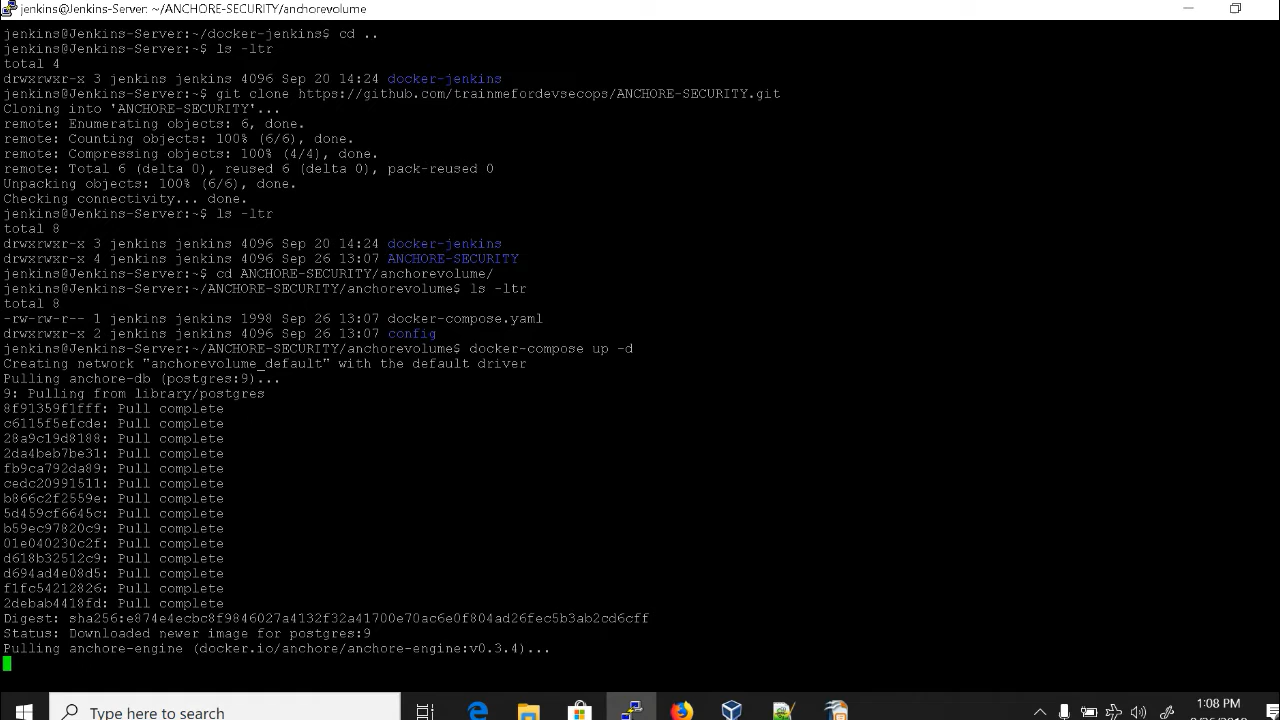 jenkins@Jenkins-Server: ~/ANCHORE-SECURITY/anchorevolume
jenkins@Jenkins-Server:~/docker-jenkins$ cd ..
jenkins@Jenkins-Server:~$ ls -ltr
total 4
drwxrwxr-x 3 jenkins jenkins 4096 Sep 20 14:24 docker-jenkins
jenkins@Jenkins-Server:~$ git clone https://github.com/trainmefordevsecops/ANCHORE-SECURITY.git
Cloning into 'ANCHORE-SECURITY'...
remote: Enumerating objects: 6, done.
remote: Counting objects: 100% (6/6), done.
remote: Compressing objects: 100% (4/4), done.
remote: Total 6 (delta 0), reused 6 (delta 0), pack-reused 0
Unpacking objects: 100% (6/6), done.
Checking connectivity... done.
jenkins@Jenkins-Server:~$ ls -ltr
total 8
drwxrwxr-x 3 jenkins jenkins 4096 Sep 20 14:24 docker-jenkins
drwxrwxr-x 4 jenkins jenkins 4096 Sep 26 13:07 ANCHORE-SECURITY
jenkins@Jenkins-Server:~$ cd ANCHORE-SECURITY/anchorevolume/
jenkins@Jenkins-Server:~/ANCHORE-SECURITY/anchorevolume$ ls -ltr
total 8
-rw-rw-r-- 1 jenkins jenkins 1998 Sep 26 13:07 docker-compose.yaml
drwxrwxr-x 2 jenkins jenkins 4096 Sep 26 13:07 config
jenkins@Jenkins-Server:~/ANCHORE-SECURITY/anchorevolume$ docker-compose up -d
Creating network "anchorevolume_default" with the default driver
Pulling anchore-db (postgres:9)...
9: Pulling from library/postgres
8f91359f1fff: Pull complete
c6115f5efcde: Pull complete
28a9c19d8188: Pull complete
2da4beb7be31: Pull complete
fb9ca792da89: Pull complete
cedc20991511: Pull complete
b866c2f2559e: Pull complete
5d459cf6645c: Pull complete
b59ec97820c9: Pull complete
01e040230c2f: Pull complete
d618b32512c9: Pull complete
d694ad4e08d5: Pull complete
f1fc54212826: Pull complete
2debab4418fd: Pull complete
Digest: sha256:e874e4ecbc8f9846027a4132f32a41700e70ac6e0f804ad26fec5b3ab2cd6cff
Status: Downloaded newer image for postgres:9
Pulling anchore-engine (docker.io/anchore/anchore-engine:v0.3.4)...
Type here to search
1:08 PM